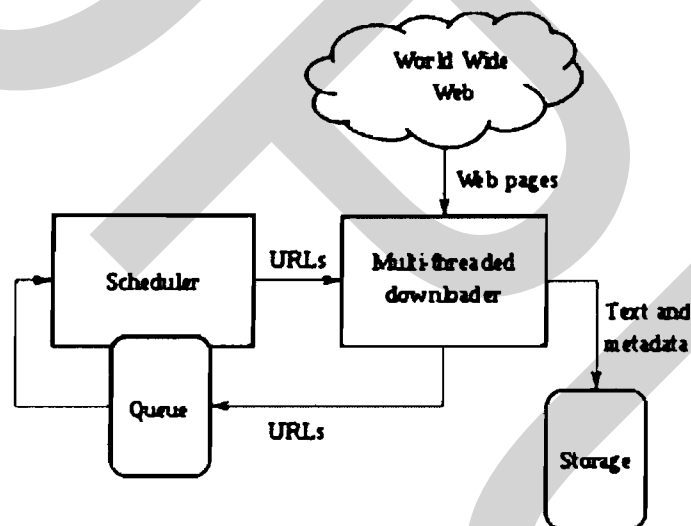 World Wide
Web
Web pages
Scheduler
URLs
Multi-threaded
downloader
Text and
metadata
Queue
URLs
Storage